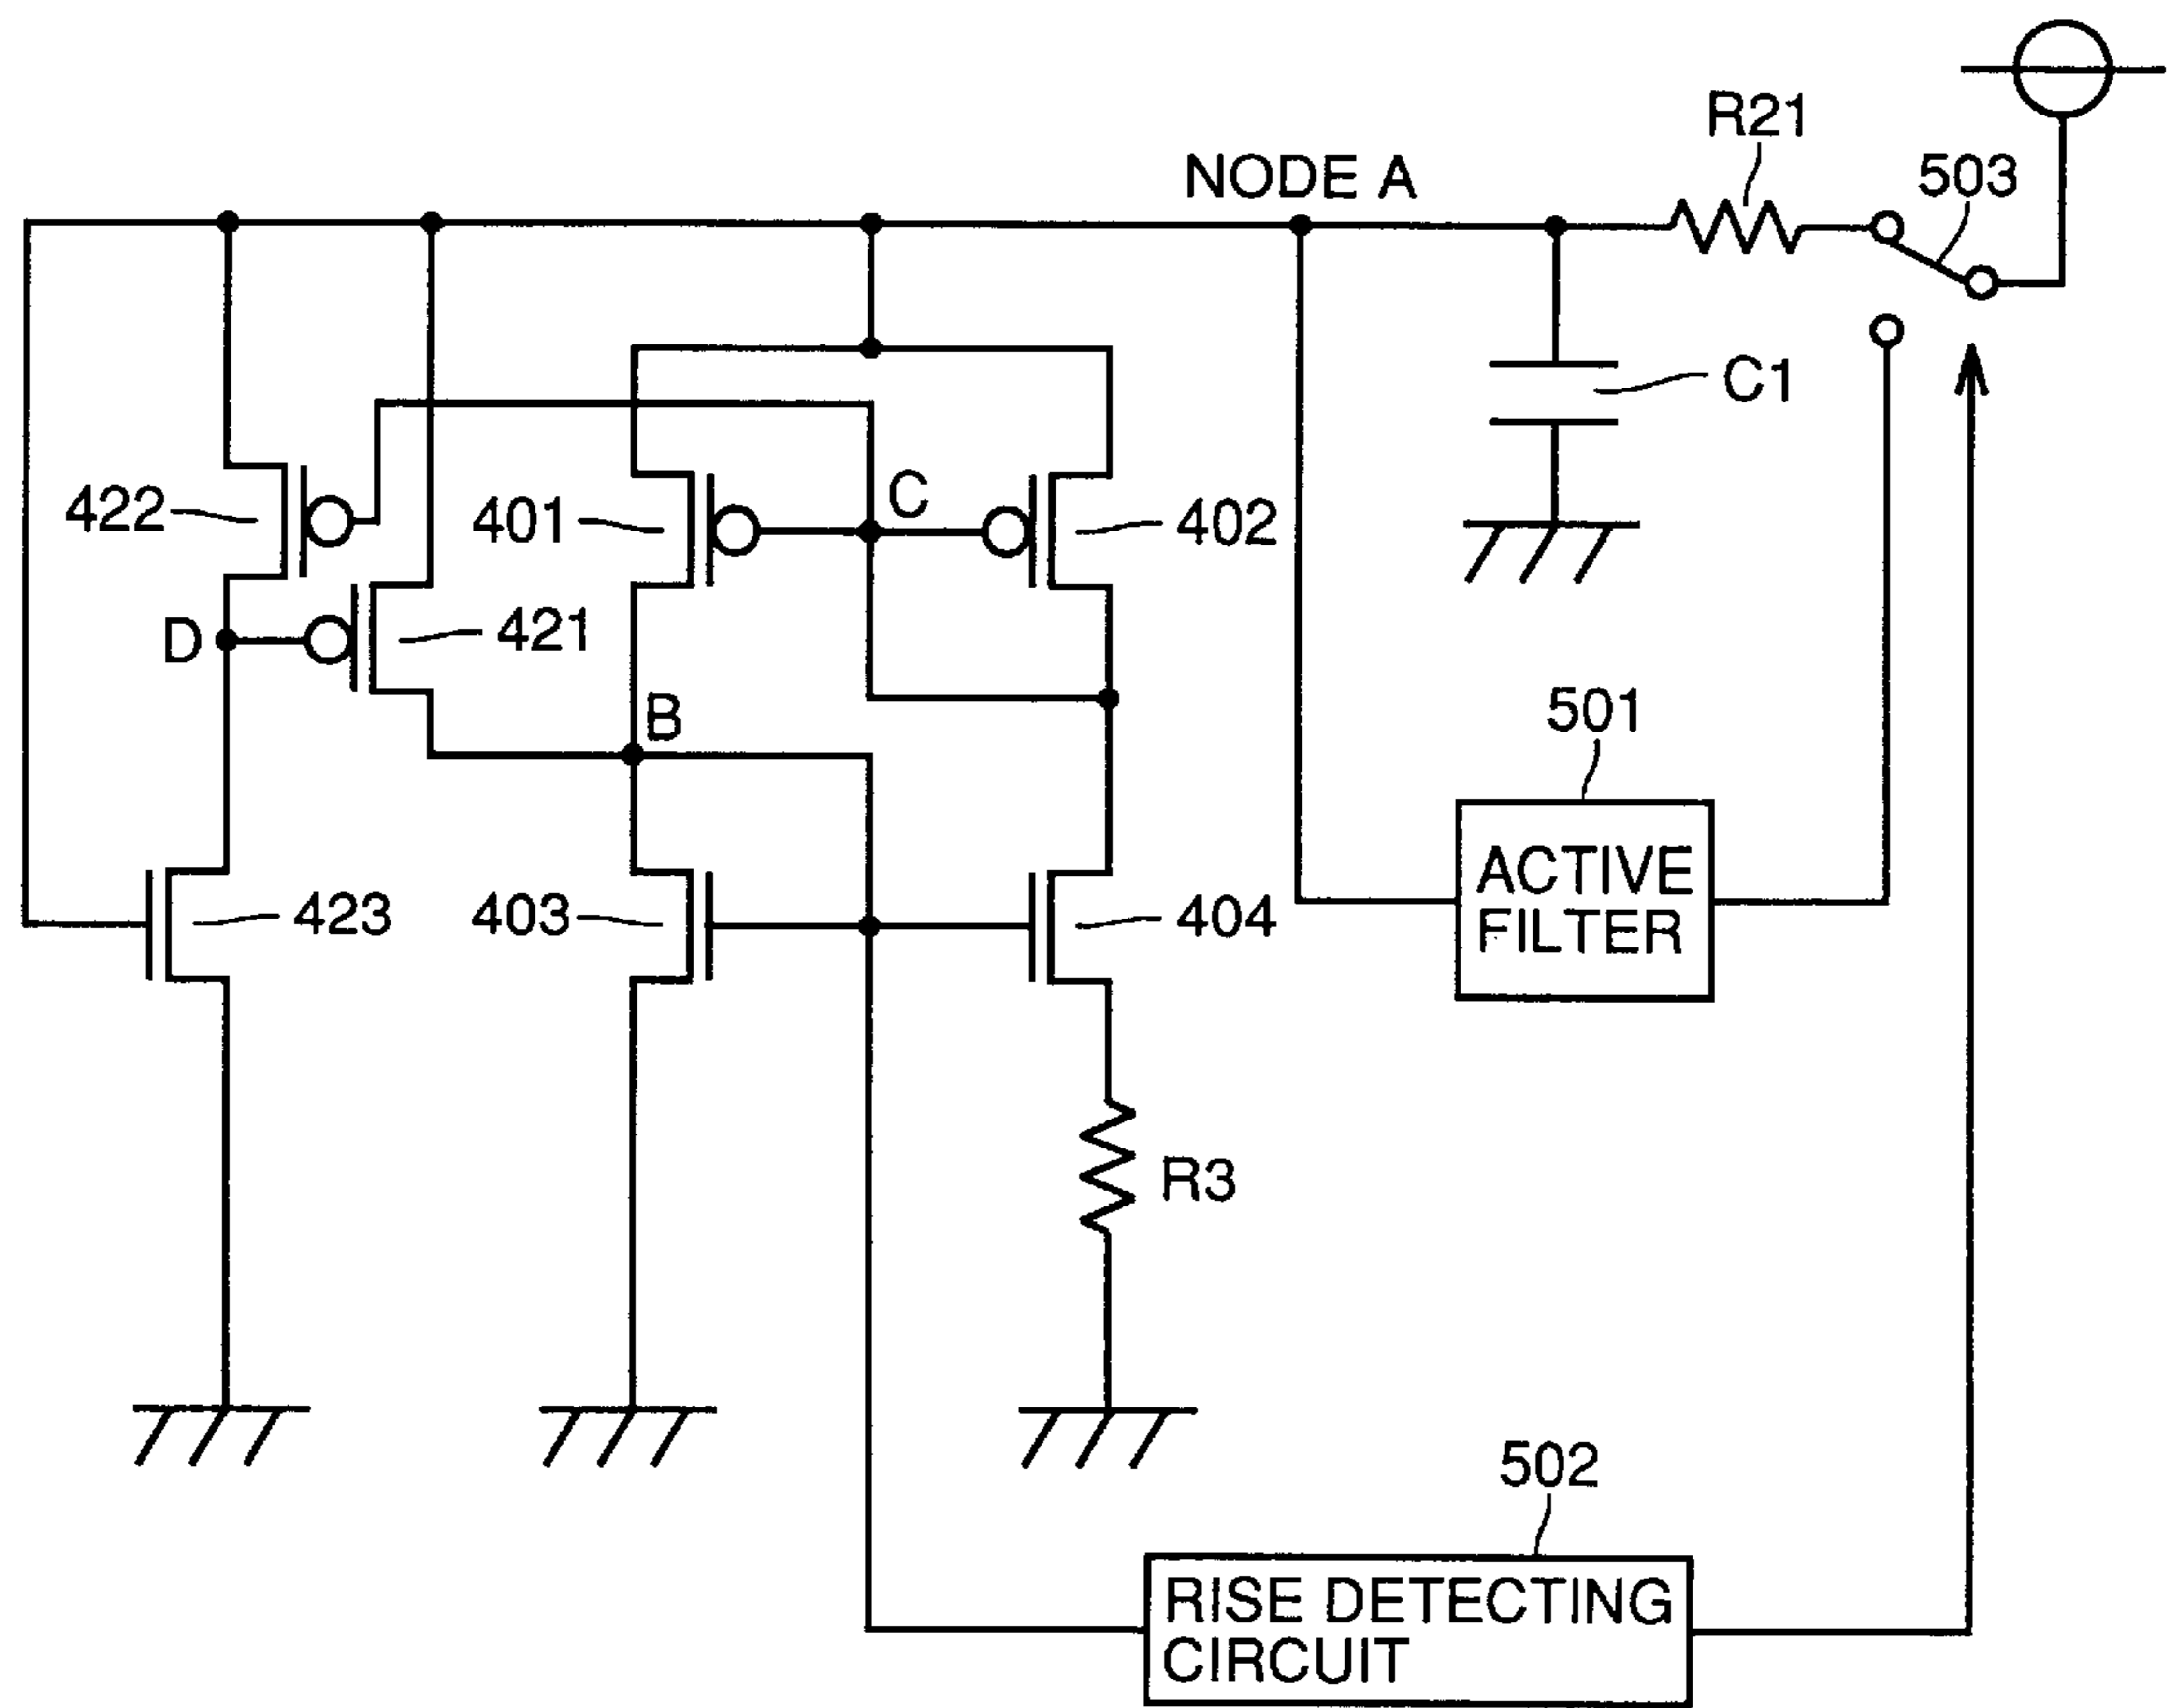 R21
503
NODE A
C1
C
422
401
402
421
D
B
501
ACTIVE
FILTER
423
403
404
R3
502
RISE DETECTING
CIRCUIT